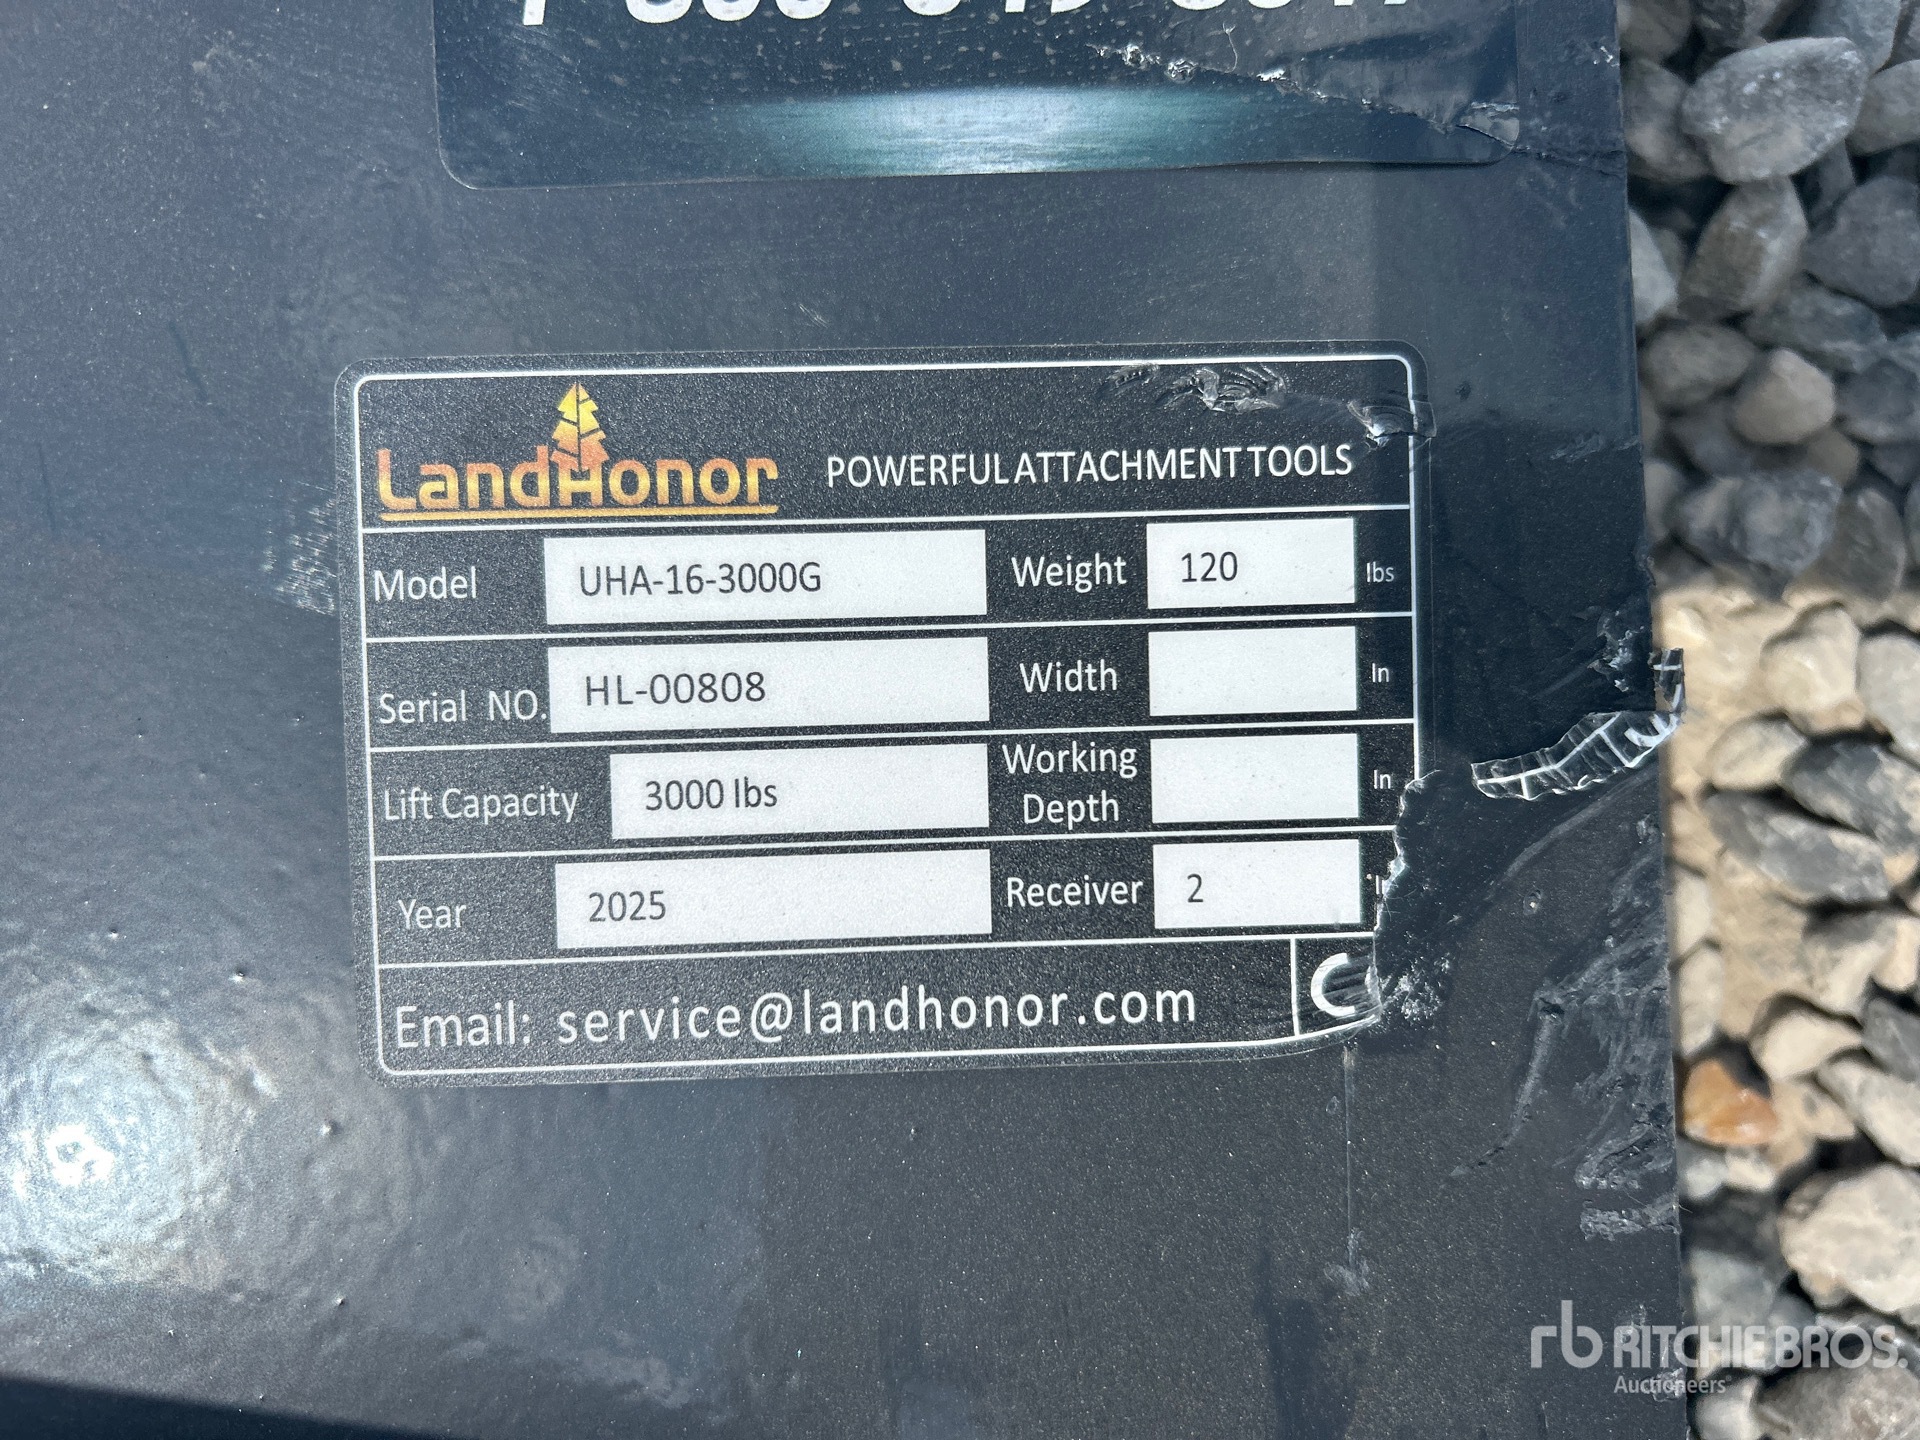 LandHonor POWERFUL ATTACHMENT TOOLS
Model UHA-16-3000G Weight 120 lbs
Serial NO. HL-00808 Width In
Lift Capacity 3000 lbs Working Depth In
Year 2025 Receiver 2
Email: service@landhonor.com
rb RITCHIE BROS.
Auctioneers